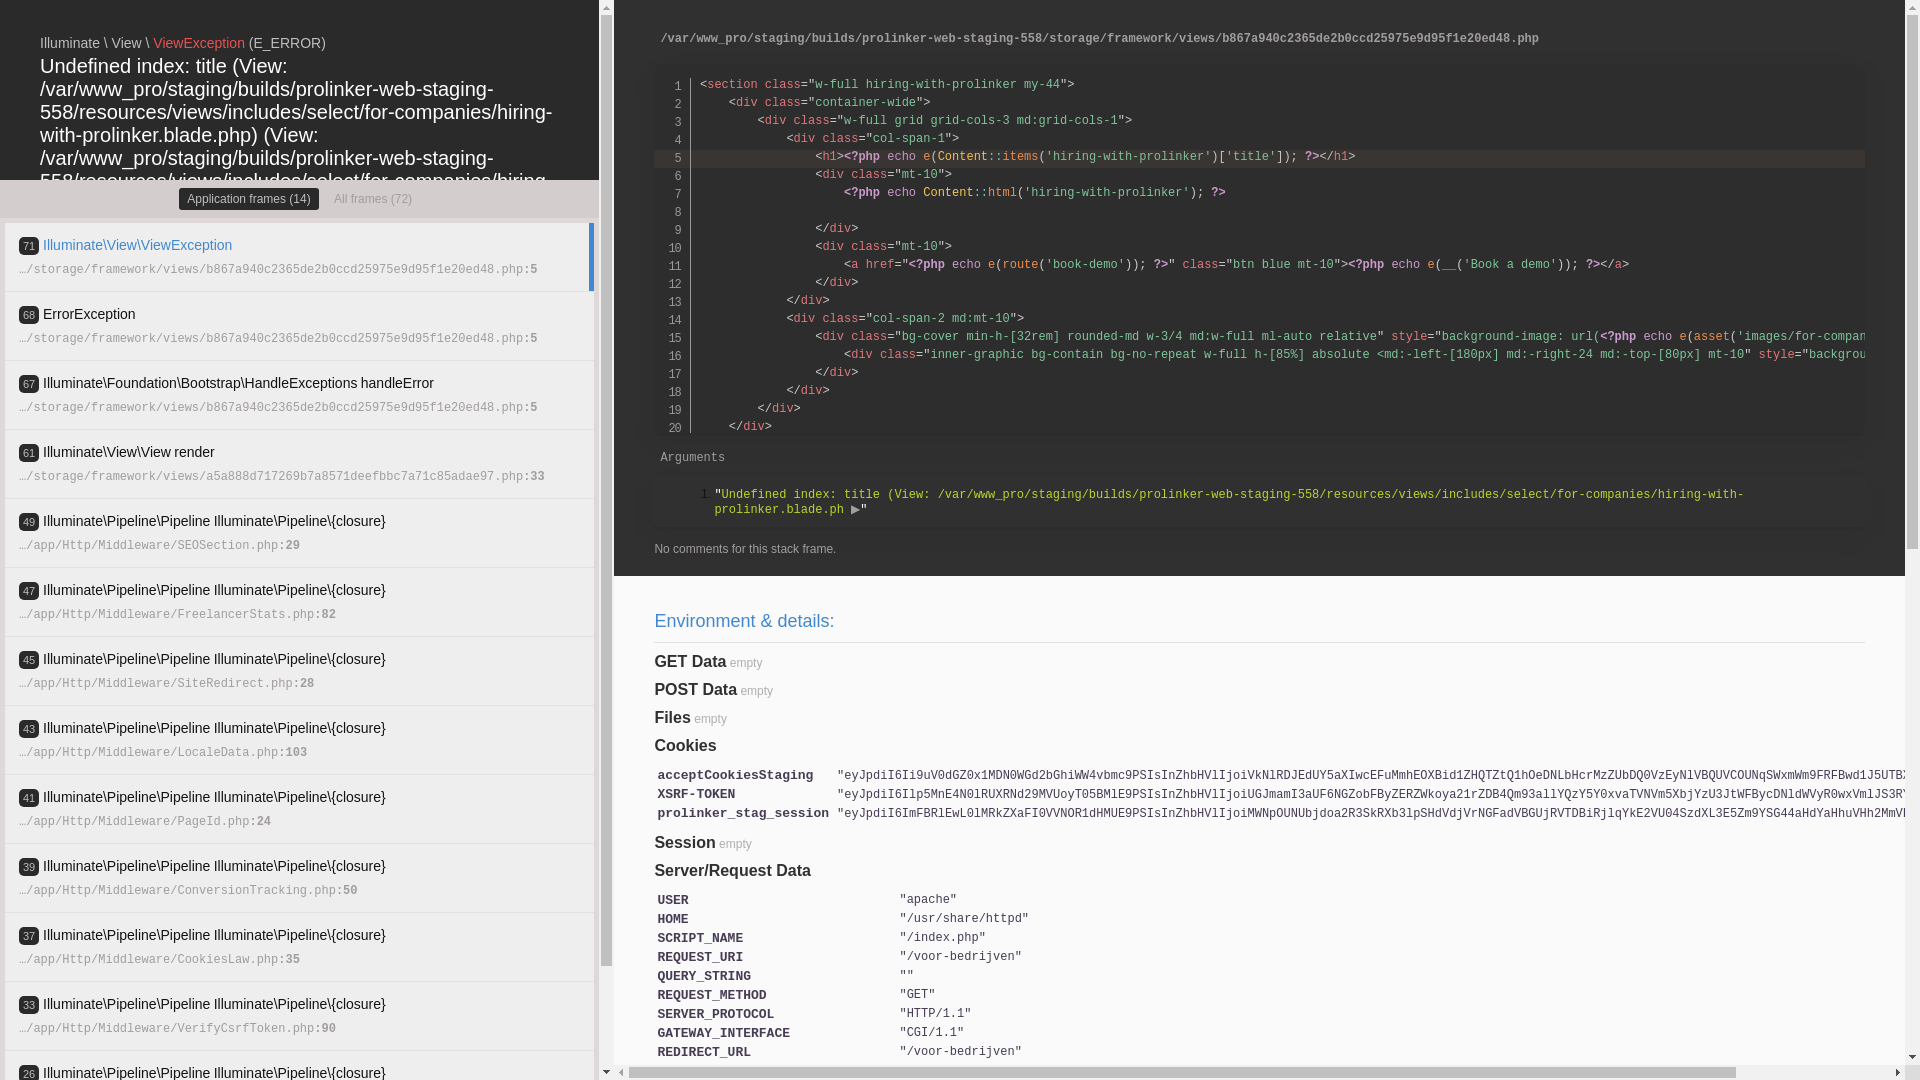 Illuminate \ View \ ViewException (E_ERROR)
Undefined index: title (View:
/var/www_pro/staging/builds/prolinker-web-staging-
558/resources/views/includes/select/for-companies/hiring-
with-prolinker.blade.php) (View:
/var/www_pro/staging/builds/prolinker-web-staging-
558/resources/views/includes/select/for-companies/hiring-
Application frames (14) All frames (72)
71 Illuminate\View\ViewException
…/storage/framework/views/b867a940c2365de2b0ccd25975e9d95f1e20ed48.php:5
68 ErrorException
…/storage/framework/views/b867a940c2365de2b0ccd25975e9d95f1e20ed48.php:5
67 Illuminate\Foundation\Bootstrap\HandleExceptions handleError
…/storage/framework/views/b867a940c2365de2b0ccd25975e9d95f1e20ed48.php:5
61 Illuminate\View\View render
…/storage/framework/views/a5a888d717269b7a8571deefbbc7a71c85adae97.php:33
49 Illuminate\Pipeline\Pipeline Illuminate\Pipeline\{closure}
…/app/Http/Middleware/SEOSection.php:29
47 Illuminate\Pipeline\Pipeline Illuminate\Pipeline\{closure}
…/app/Http/Middleware/FreelancerStats.php:82
45 Illuminate\Pipeline\Pipeline Illuminate\Pipeline\{closure}
…/app/Http/Middleware/SiteRedirect.php:28
43 Illuminate\Pipeline\Pipeline Illuminate\Pipeline\{closure}
…/app/Http/Middleware/LocaleData.php:103
41 Illuminate\Pipeline\Pipeline Illuminate\Pipeline\{closure}
…/app/Http/Middleware/PageId.php:24
39 Illuminate\Pipeline\Pipeline Illuminate\Pipeline\{closure}
…/app/Http/Middleware/ConversionTracking.php:50
37 Illuminate\Pipeline\Pipeline Illuminate\Pipeline\{closure}
…/app/Http/Middleware/CookiesLaw.php:35
33 Illuminate\Pipeline\Pipeline Illuminate\Pipeline\{closure}
…/app/Http/Middleware/VerifyCsrfToken.php:90
26 Illuminate\Pipeline\Pipeline Illuminate\Pipeline\{closure}
/var/www_pro/staging/builds/prolinker-web-staging-558/storage/framework/views/b867a940c2365de2b0ccd25975e9d95f1e20ed48.php
1 <section class="w-full hiring-with-prolinker my-44">
2 <div class="container-wide">
3 <div class="w-full grid grid-cols-3 md:grid-cols-1">
4 <div class="col-span-1">
5 <h1><?php echo e(Content::items('hiring-with-prolinker')['title']); ?></h1>
6 <div class="mt-10">
7 <?php echo Content::html('hiring-with-prolinker'); ?>
8
9 </div>
10 <div class="mt-10">
11 <a href="<?php echo e(route('book-demo')); ?>" class="btn blue mt-10"><?php echo e(__('Book a demo')); ?></a>
12 </div>
13 </div>
14 <div class="col-span-2 md:mt-10">
15 <div class="bg-cover min-h-[32rem] rounded-md w-3/4 md:w-full ml-auto relative" style="background-image: url(<?php echo e(asset('images/for-compan
16 <div class="inner-graphic bg-contain bg-no-repeat w-full h-[85%] absolute <md:-left-[180px] md:-right-24 md:-top-[80px] mt-10" style="backgrou
17 </div>
18 </div>
19 </div>
20 </div>
Arguments
1. "Undefined index: title (View: /var/www_pro/staging/builds/prolinker-web-staging-558/resources/views/includes/select/for-companies/hiring-with-
prolinker.blade.ph ▶"
No comments for this stack frame.
Environment & details:
GET Data empty
POST Data empty
Files empty
Cookies
acceptCookiesStaging
XSRF-TOKEN
prolinker_stag_session
Session empty
Server/Request Data
USER "apache"
HOME "/usr/share/httpd"
SCRIPT_NAME "/index.php"
REQUEST_URI "/voor-bedrijven"
QUERY_STRING ""
REQUEST_METHOD "GET"
SERVER_PROTOCOL "HTTP/1.1"
GATEWAY_INTERFACE "CGI/1.1"
REDIRECT_URL "/voor-bedrijven"